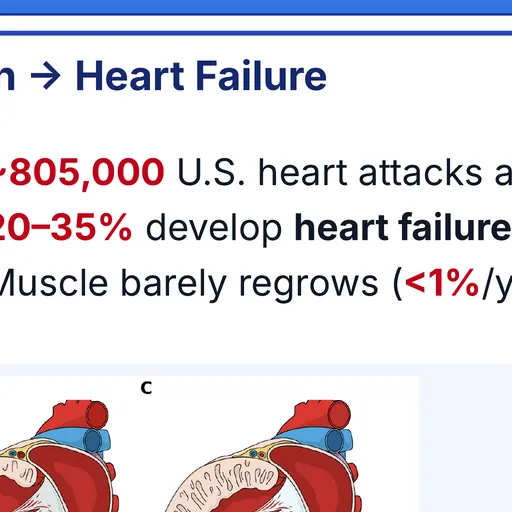 → Heart Failure
805,000 U.S. heart attacks
20–35% develop heart failure
Muscle barely regrows (<1%/y
C